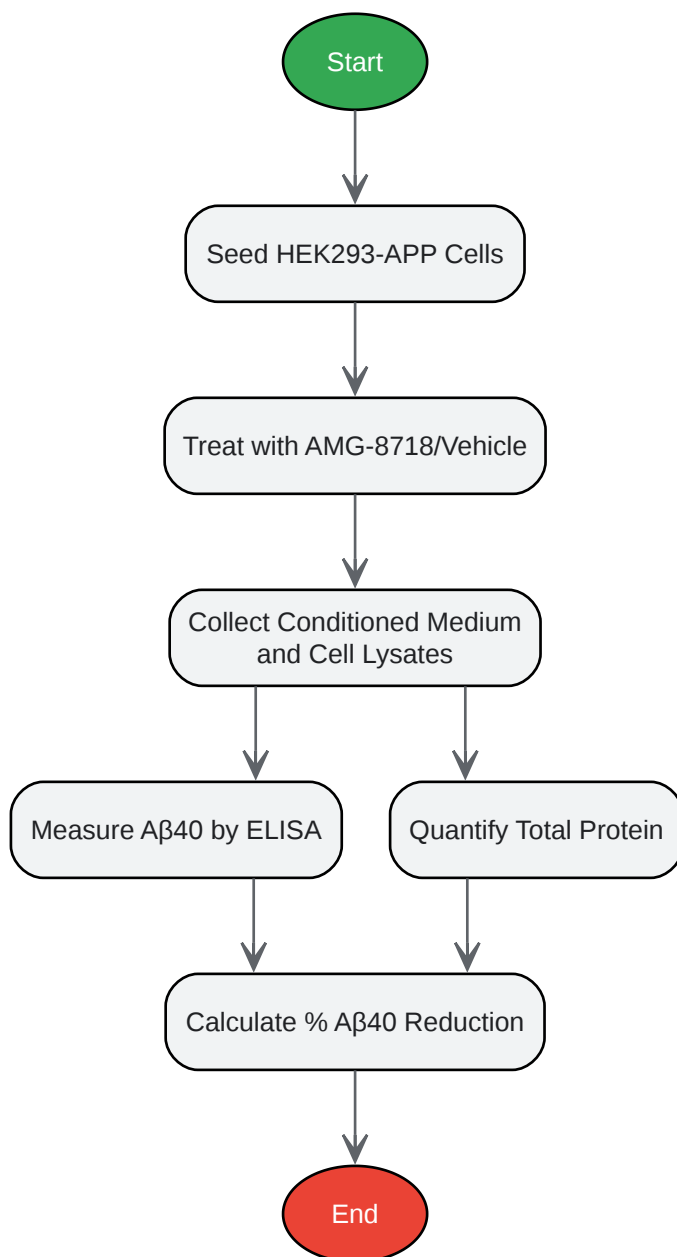 Start
Seed HEK293-APP Cells
Treat with AMG-8718/Vehicle
Collect Conditioned Medium
and Cell Lysates
Measure Aβ40 by ELISA
Quantify Total Protein
Calculate % Aβ40 Reduction
End